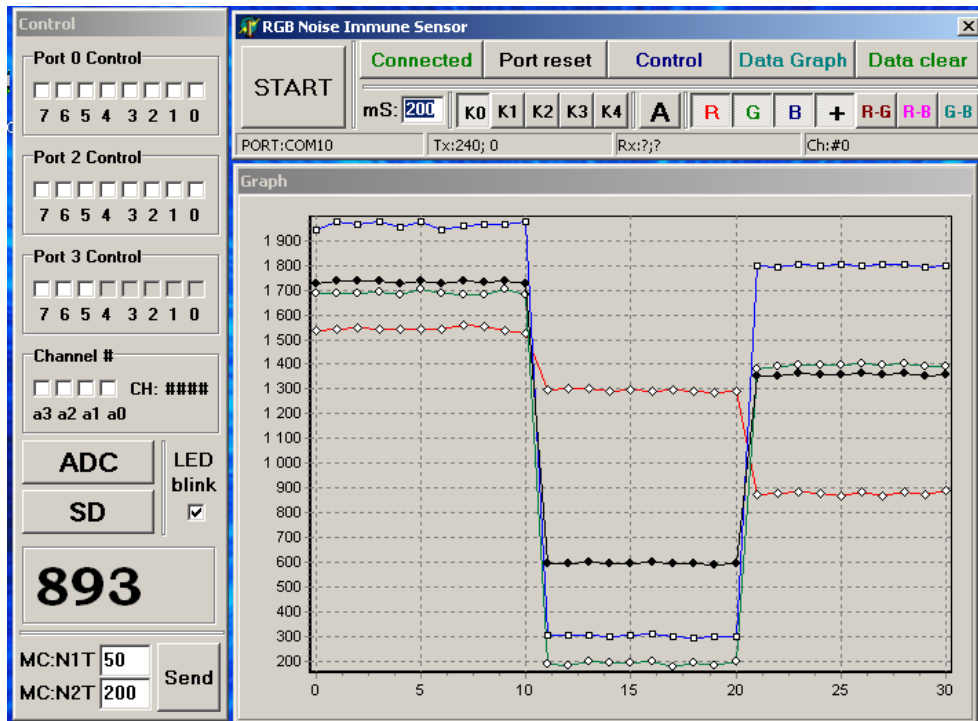 Control
Port 0 Control
7 6 5 4 3 2 1 0
Port 2 Control
7 6 5 4 3 2 1 0
Port 3 Control
7 6 5 4 3 2 1 0
Channel #
CH: ####
a3 a2 a1 a0
ADC
SD
LED
blink
893
MC:N1T 50
MC:N2T 200
Send
RGB Noise Immune Sensor
START
Connected Port reset Control Data Graph Data clear
mS: 200 K0 K1 K2 K3 K4 A R G B + R-G R-B G-B
PORT:COM10 Tx:240; 0 Rx:?;? Ch:#0
Graph
1 900
1 800
1 700
1 600
1 500
1 400
1 300
1 200
1 100
1 000
900
800
700
600
500
400
300
200
0 5 10 15 20 25 30